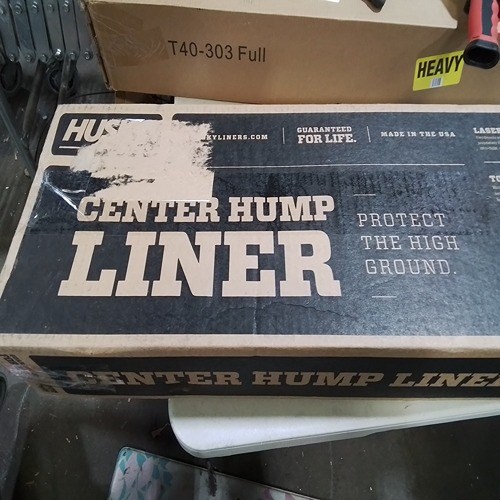 T40-303 Full
HEAVY
GUARANTEED
FOR LIFE.
MADE IN THE USA
CENTER HUMP
LINER
PROTECT
THE HIGH
GROUND.
CENTER HUMP